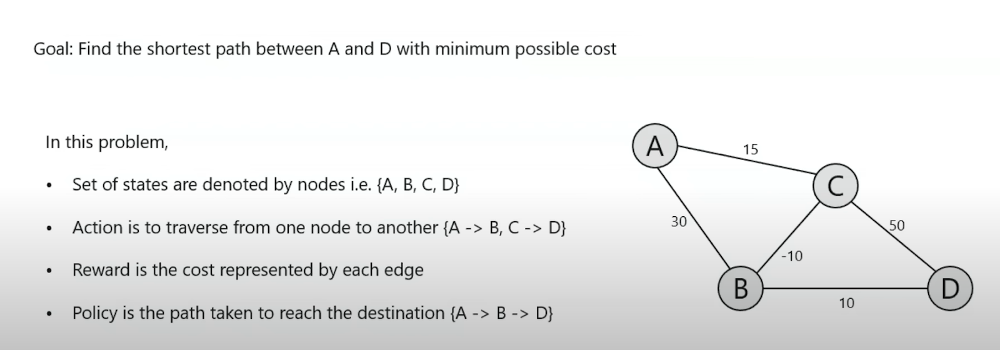 Goal: Find the shortest path between A and D with minimum possible cost
In this problem,
• Set of states are denoted by nodes i.e. {A, B, C, D}
• Action is to traverse from one node to another {A -> B, C -> D}
• Reward is the cost represented by each edge
• Policy is the path taken to reach the destination {A -> B -> D}
A
15
C
30
50
-10
B
D
10